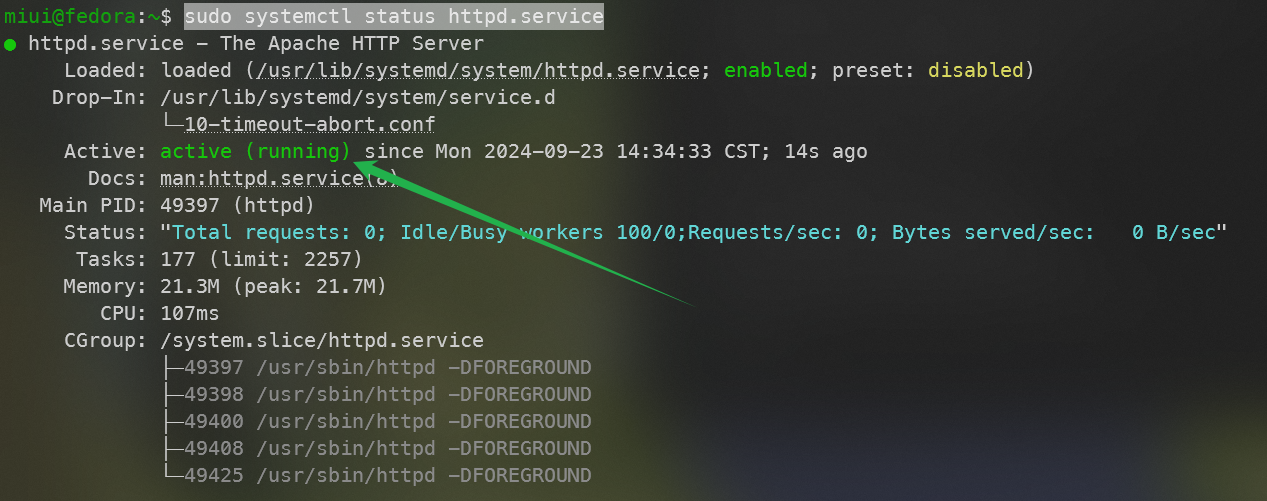 miui@fedora:~$ sudo systemctl status httpd.service
● httpd.service - The Apache HTTP Server
Loaded: loaded (/usr/lib/systemd/system/httpd.service; enabled; preset: disabled)
Drop-In: /usr/lib/systemd/system/service.d
└─10-timeout-abort.conf
Active: active (running) since Mon 2024-09-23 14:34:33 CST; 14s ago
Docs: man:httpd.service(8)
Main PID: 49397 (httpd)
Status: "Total requests: 0; Idle/Busy workers 100/0;Requests/sec: 0; Bytes served/sec:   0 B/sec"
Tasks: 177 (limit: 2257)
Memory: 21.3M (peak: 21.7M)
CPU: 107ms
CGroup: /system.slice/httpd.service
├─49397 /usr/sbin/httpd -DFOREGROUND
├─49398 /usr/sbin/httpd -DFOREGROUND
├─49400 /usr/sbin/httpd -DFOREGROUND
├─49408 /usr/sbin/httpd -DFOREGROUND
└─49425 /usr/sbin/httpd -DFOREGROUND